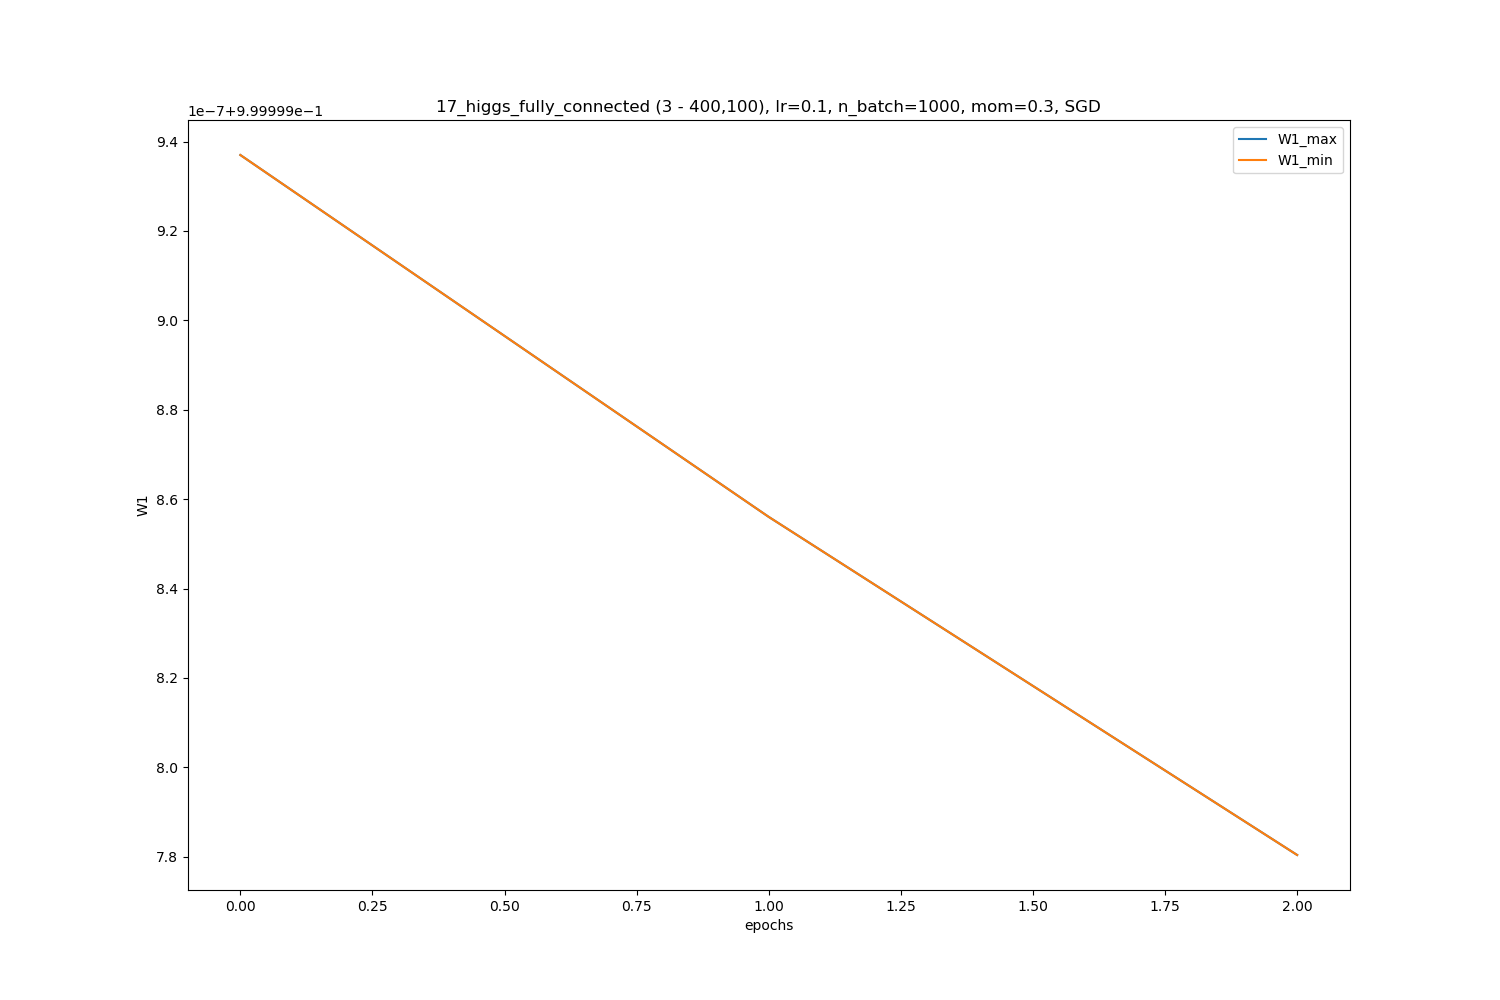 17_higgs_fully_connected (3 - 400,100), lr=0.1, n_batch=1000, mom=0.3, SGD
1e−7+9.99999e−1
W1_max
W1_min
9.4
9.2
9.0
8.8
8.6
8.4
8.2
8.0
7.8
W1
0.00 0.25 0.50 0.75 1.00 1.25 1.50 1.75 2.00
epochs